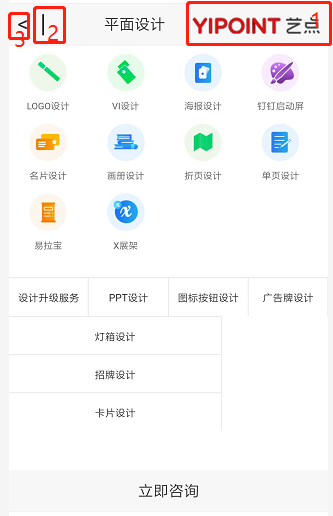 < | 平面设计 YIPOINT 艺点
3 2 1
LOGO设计 VI设计 海报设计 钉钉启动屏
名片设计 画册设计 折页设计 单页设计
易拉宝 X展架
设计升级服务 PPT设计 图标按钮设计 广告牌设计
灯箱设计
招牌设计
卡片设计
立即咨询